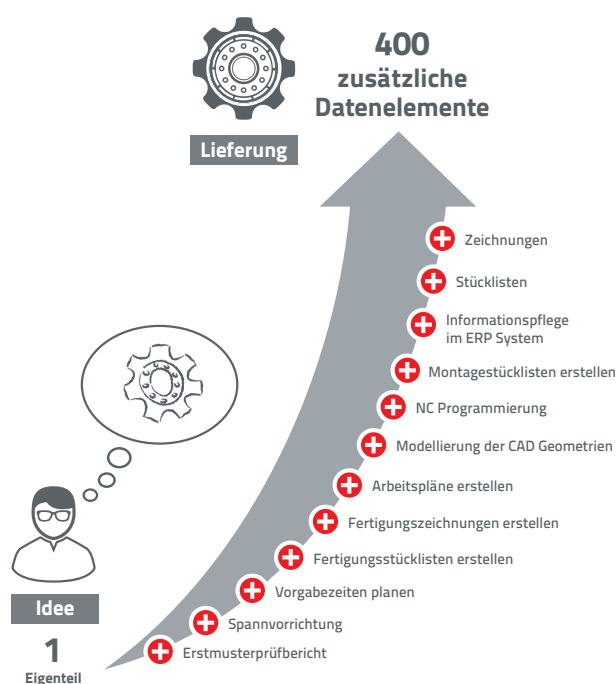 400
zusätzliche
Datenelemente
Lieferung
Zeichnungen
Stücklisten
Informationspflege
im ERP System
Montagestücklisten erstellen
NC Programmierung
Modellierung der CAD Geometrien
Arbeitspläne erstellen
Fertigungszeichnungen erstellen
Fertigungsstücklisten erstellen
Vorgabezeiten planen
Spannvorrichtung
Erstmusterprüfbericht
Idee
1
Eigenteil